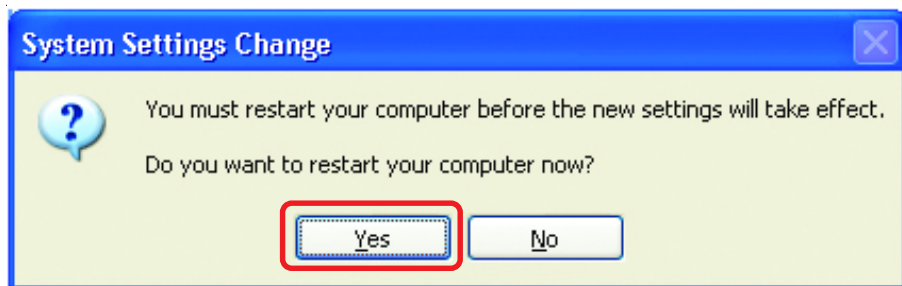 System Settings Change
You must restart your computer before the new settings will take effect.
Do you want to restart your computer now?
Yes No